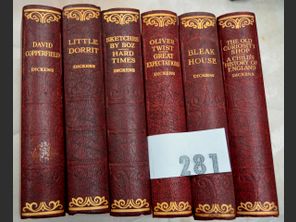 DAVID
COPPERFIELD
DICKENS
LITTLE
DORRIT
DICKENS
SKETCHES
BY BOZ
HARD
TIMES
DICKENS
OLIVER
TWIST
GREAT
EXPECTATIONS
DICKENS
BLEAK
HOUSE
DICKENS
THE OLD
CURIOSITY
SHOP
A CHILD'S
HISTORY OF
ENGLAND
DICKENS
281